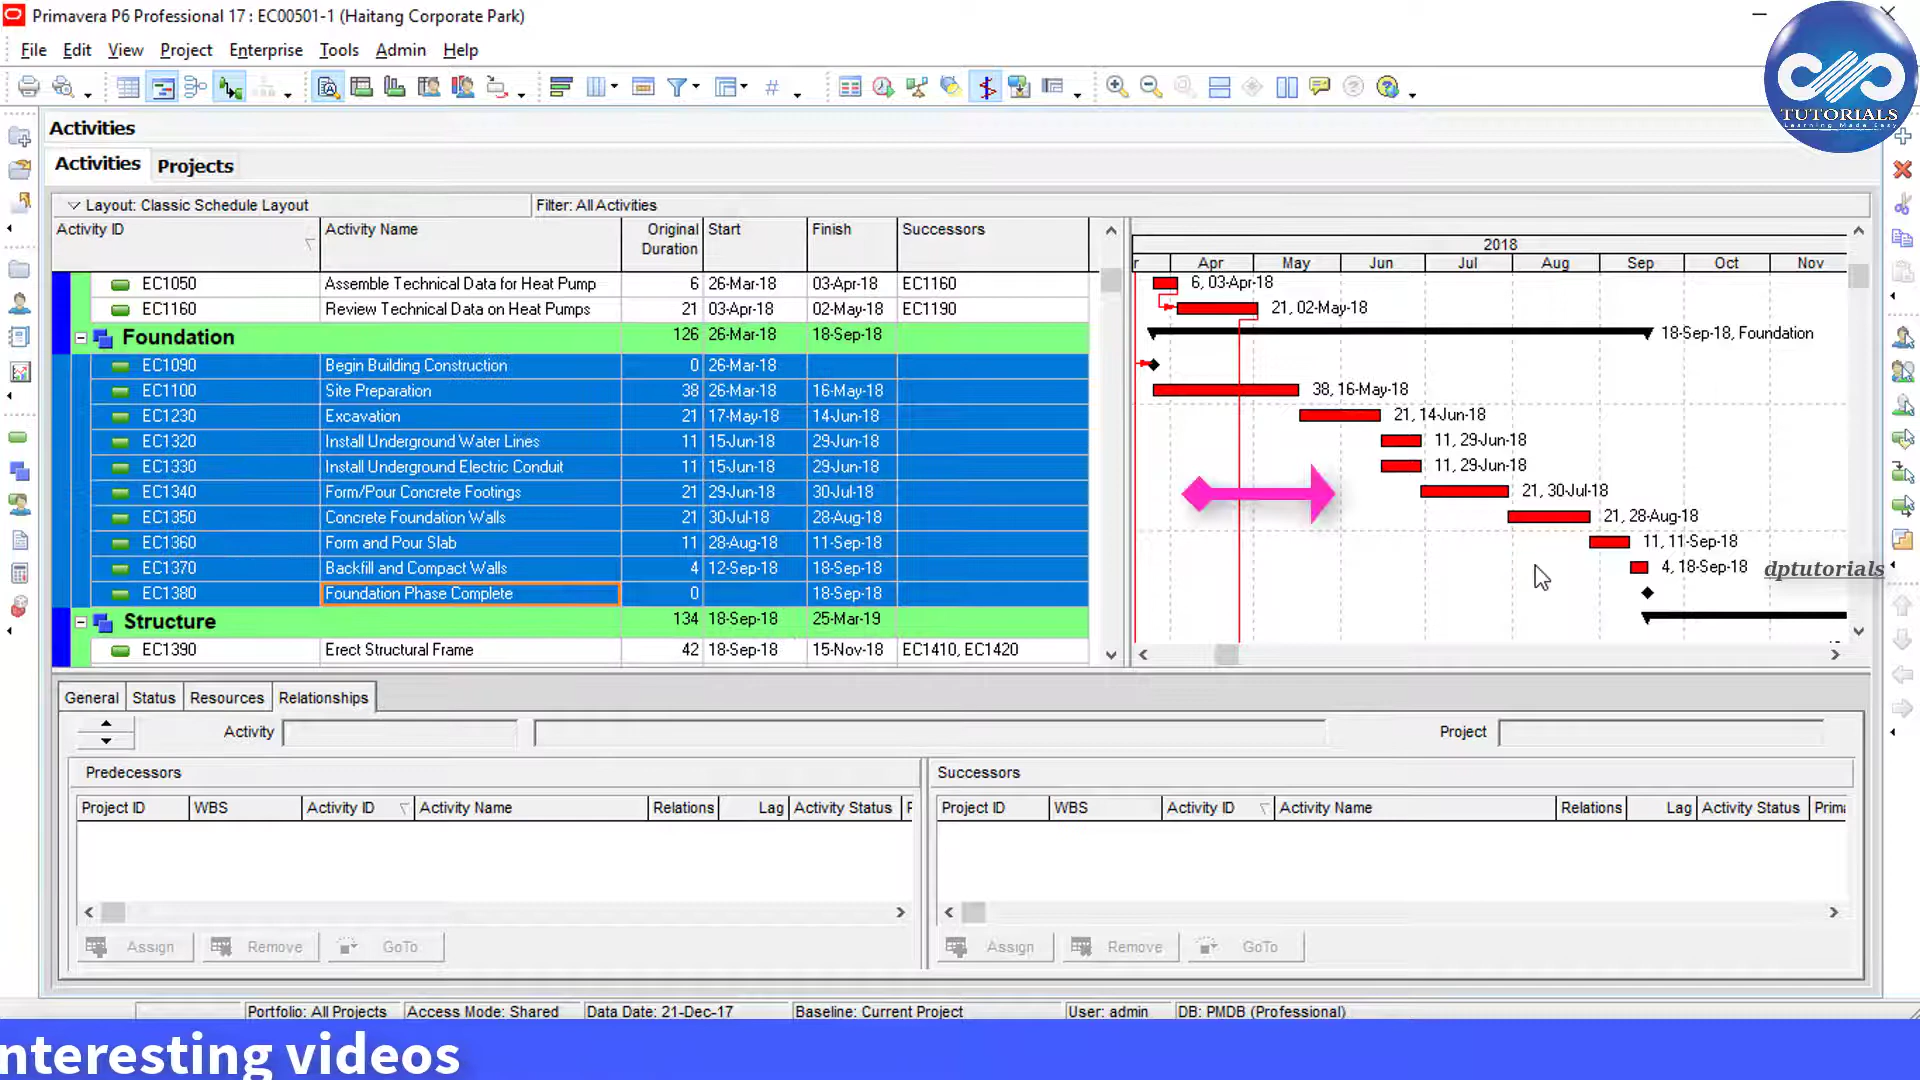 Primavera P6 Professional 17 : EC00501-1 (Haitang Corporate Park)
File Edit View Project Enterprise Tools Admin Help
TUTORIALS
Learning Made Easy
Activities
Activities Projects
Layout: Classic Schedule Layout Filter: All Activities
Activity ID Activity Name Original Duration Start Finish Successors
2018
r Apr May Jun Jul Aug Sep Oct Nov
EC1050 Assemble Technical Data for Heat Pump 6 26-Mar-18 03-Apr-18 EC1160 6, 03-Apr-18
EC1160 Review Technical Data on Heat Pumps 21 03-Apr-18 02-May-18 EC1190 21, 02-May-18
Foundation 126 26-Mar-18 18-Sep-18 18-Sep-18, Foundation
EC1090 Begin Building Construction 0 26-Mar-18
EC1100 Site Preparation 38 26-Mar-18 16-May-18 38, 16-May-18
EC1230 Excavation 21 17-May-18 14-Jun-18 21, 14-Jun-18
EC1320 Install Underground Water Lines 11 15-Jun-18 29-Jun-18 11, 29-Jun-18
EC1330 Install Underground Electric Conduit 11 15-Jun-18 29-Jun-18 11, 29-Jun-18
EC1340 Form/Pour Concrete Footings 21 29-Jun-18 30-Jul-18 21, 30-Jul-18
EC1350 Concrete Foundation Walls 21 30-Jul-18 28-Aug-18 21, 28-Aug-18
EC1360 Form and Pour Slab 11 28-Aug-18 11-Sep-18 11, 11-Sep-18
EC1370 Backfill and Compact Walls 4 12-Sep-18 18-Sep-18 4, 18-Sep-18 dptutorials
EC1380 Foundation Phase Complete 0 18-Sep-18
Structure 134 18-Sep-18 25-Mar-19
EC1390 Erect Structural Frame 42 18-Sep-18 15-Nov-18 EC1410, EC1420
General Status Resources Relationships
Activity Project
Predecessors Successors
Project ID WBS Activity ID Activity Name Relations Lag Activity Status F Project ID WBS Activity ID Activity Name Relations Lag Activity Status Prima
Assign Remove GoTo Assign Remove GoTo
Portfolio: All Projects Access Mode: Shared Data Date: 21-Dec-17 Baseline: Current Project User: admin DB: PMDB (Professional)
nteresting videos